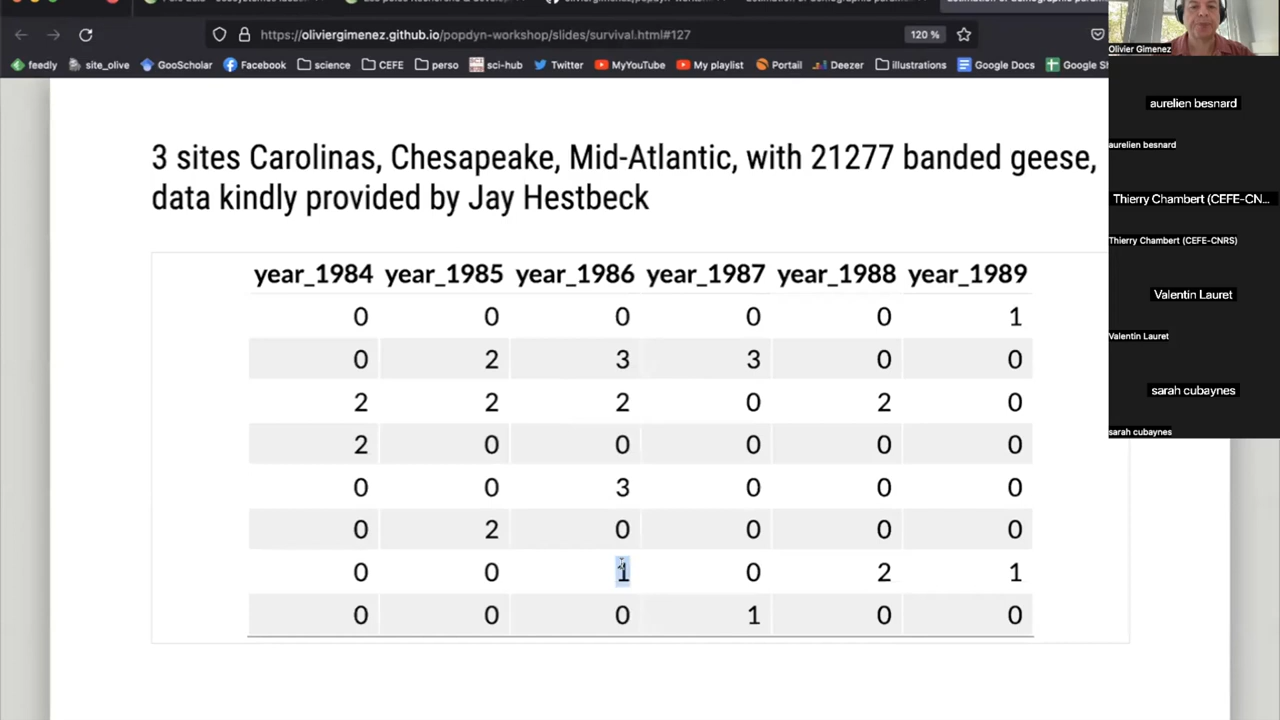 https://oliviergimenez.github.io/popdyn-workshop/slides/survival.html#127
120 %
feedly
site_olive
GooScholar
Facebook
science
CEFE
perso
sci-hub
Twitter
MyYouTube
My playlist
Portail
Deezer
illustrations
Google Docs
Google Sh
Olivier Gimenez
aurelien besnard
aurelien besnard
Thierry Chambert (CEFE-CN...
Thierry Chambert (CEFE-CNRS)
Valentin Lauret
Valentin Lauret
sarah cubaynes
sarah cubaynes
3 sites Carolinas, Chesapeake, Mid-Atlantic, with 21277 banded geese,
data kindly provided by Jay Hestbeck
year_1984 year_1985 year_1986 year_1987 year_1988 year_1989
0 0 0 0 0 1
0 2 3 3 0 0
2 2 2 0 2 0
2 0 0 0 0 0
0 0 3 0 0 0
0 2 0 0 0 0
0 0 1 0 2 1
0 0 0 1 0 0